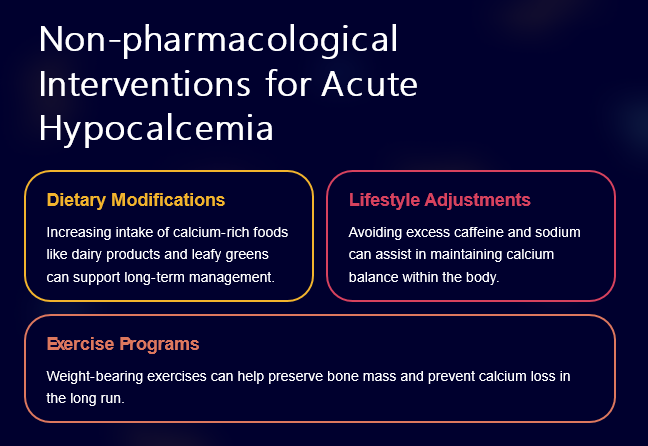 Non-pharmacological
Interventions for Acute
Hypocalcemia
Dietary Modifications
Increasing intake of calcium-rich foods
like dairy products and leafy greens
can support long-term management.
Lifestyle Adjustments
Avoiding excess caffeine and sodium
can assist in maintaining calcium
balance within the body.
Exercise Programs
Weight-bearing exercises can help preserve bone mass and prevent calcium loss in
the long run.